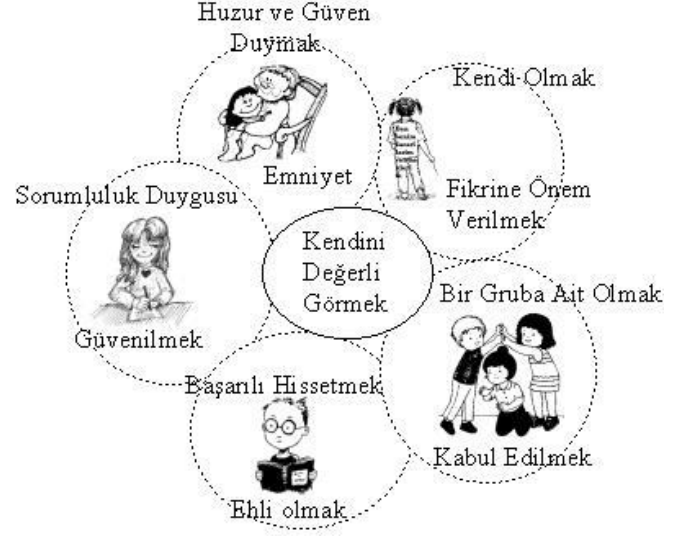 Huzur ve Güven
Duymak
Emniyet
Kendi Olmak
Fikrine Önem
Verilmek
Sorumluluk Duygusu
Güvenilmek
Kendini
Değerli
Görmek
Bir Gruba Ait Olmak
Kabul Edilmek
Başarılı Hissetmek
Ehli olmak